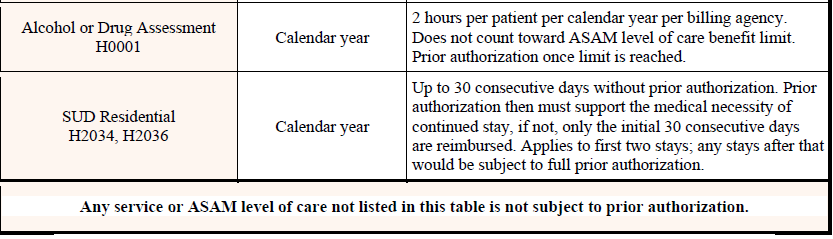 Alcohol or Drug Assessment
H0001
Calendar year
2 hours per patient per calendar year per billing agency.
Does not count toward ASAM level of care benefit limit.
Prior authorization once limit is reached.
SUD Residential
H2034, H2036
Calendar year
Up to 30 consecutive days without prior authorization. Prior
authorization then must support the medical necessity of
continued stay, if not, only the initial 30 consecutive days
are reimbursed. Applies to first two stays; any stays after that
would be subject to full prior authorization.
Any service or ASAM level of care not listed in this table is not subject to prior authorization.